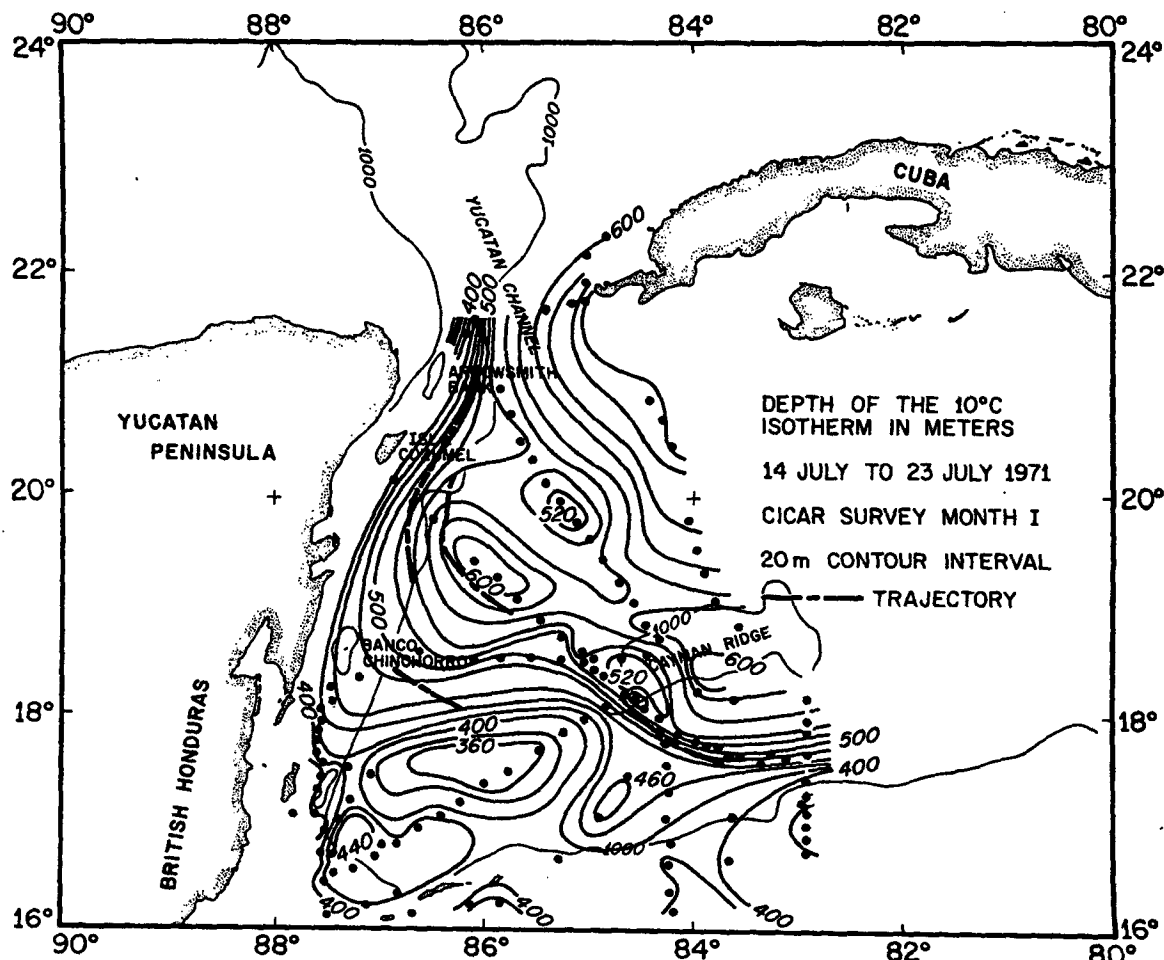 90° 88° 86° 84° 82° 80°
24° 24°
1000
1000
CUBA
YUCATAN CHANNEL
600
22° 22°
400 500
ARROWSMITH
BANK
DEPTH OF THE 10°C
ISOTHERM IN METERS
YUCATAN
PENINSULA
ISLA
COZUMEL
14 JULY TO 23 JULY 1971
20° 20°
520
CICAR SURVEY MONTH I
20m CONTOUR INTERVAL
600
TRAJECTORY
500
1000
BANCO
CHINCHORRO
CAYMAN RIDGE
600
520
400
18° 18°
400
500
360
400
460
BRITISH HONDURAS
440
1000
400
400
400
16° 16°
90° 88° 86° 84° 82° 80°